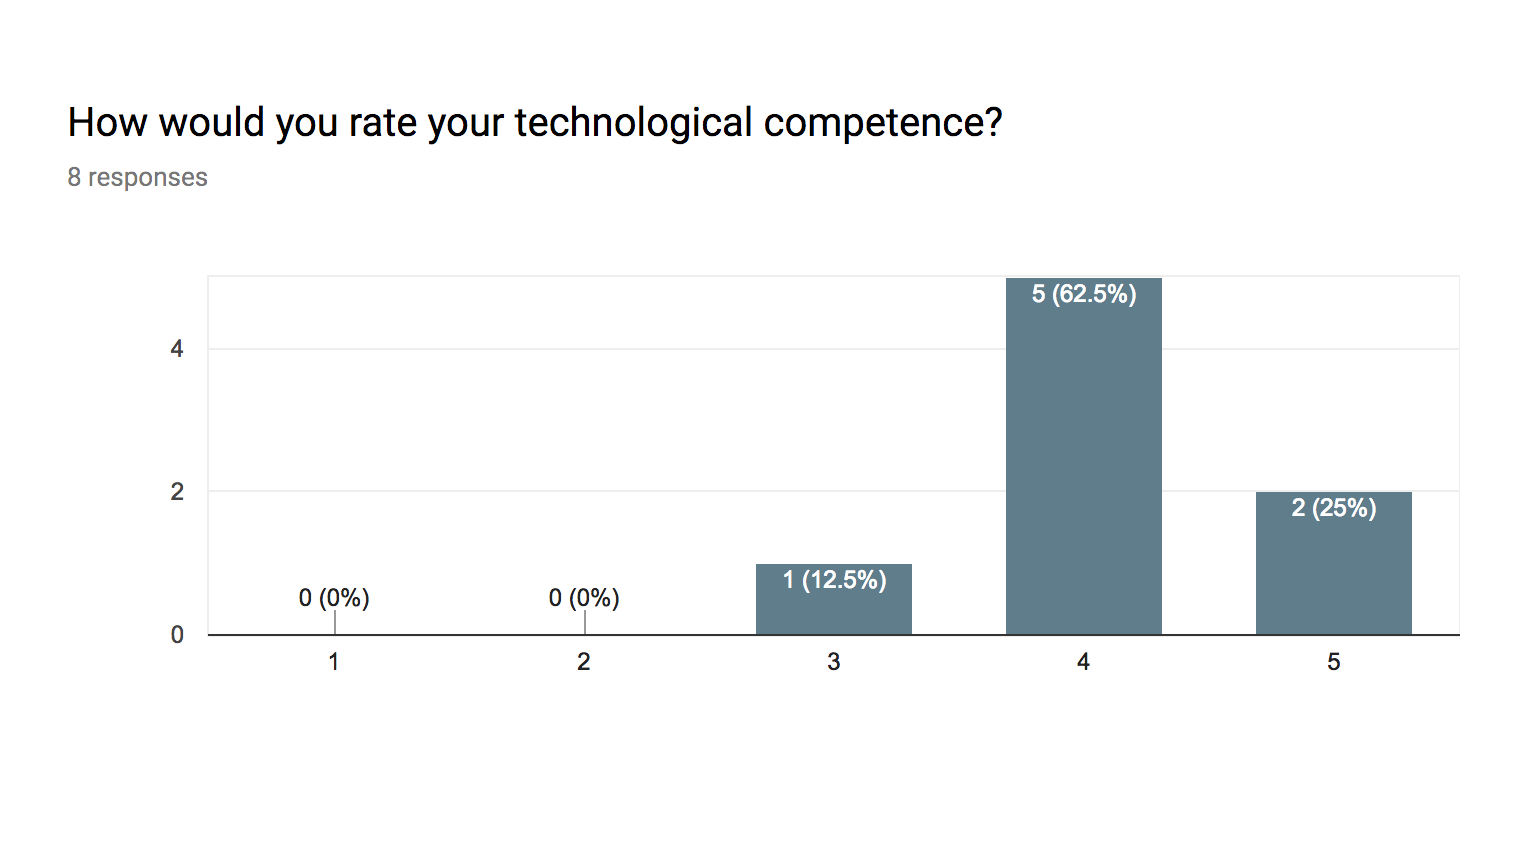 How would you rate your technological competence?
8 responses
5 (62.5%)
4
2
2 (25%)
1 (12.5%)
0 (0%) 0 (0%)
0
1 2 3 4 5